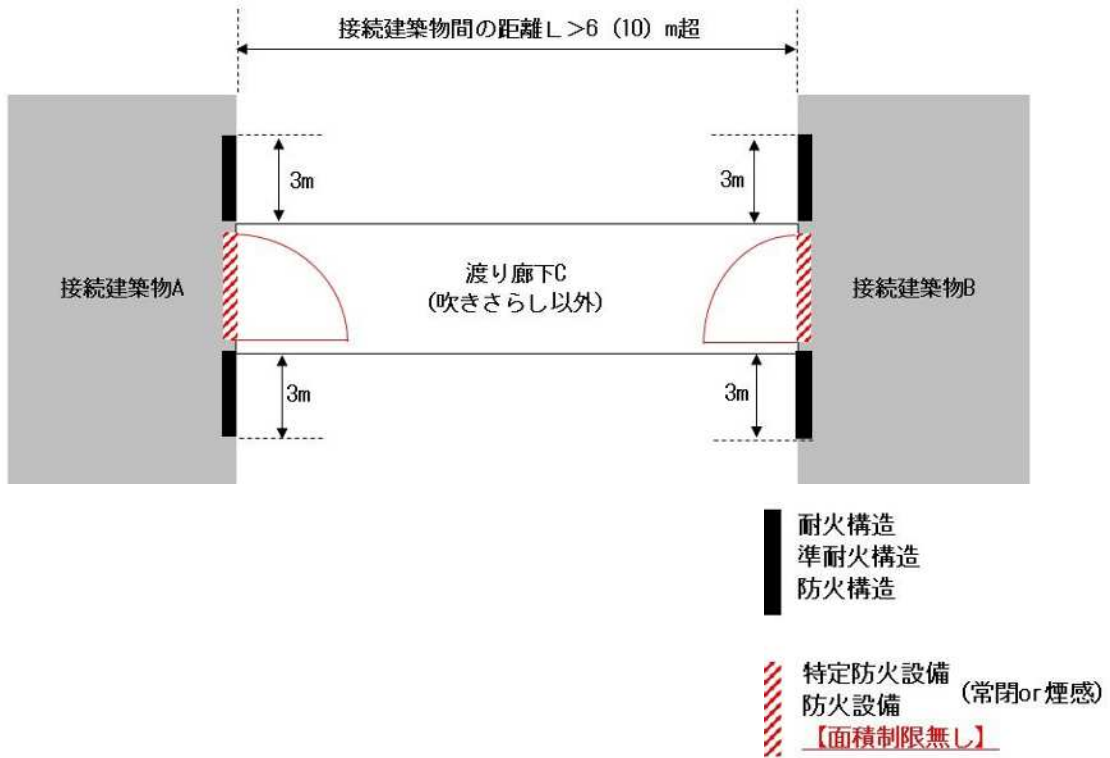 接続建築物間の距離L>6 (10) m超
3m
3m
接続建築物A
渡り廊下C
(吹きさらし以外)
接続建築物B
3m
3m
耐火構造
準耐火構造
防火構造
特定防火設備
防火設備
(常閉or煙感)
【面積制限無し】